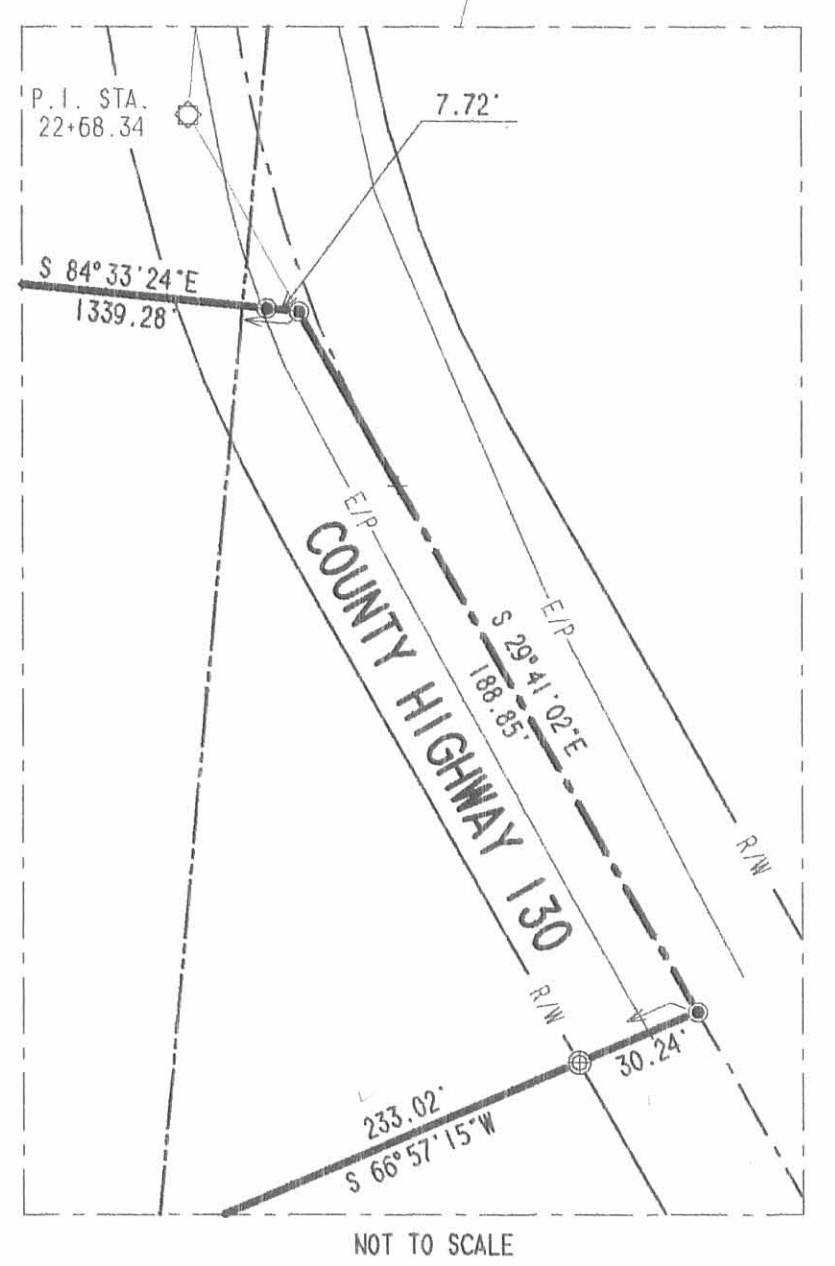 P.I. STA.
22+68.34
7.72'
S 84°33'24"E
1339.28'
E/P
COUNTY HIGHWAY 130
E/P
S 29°41'02"E
188.85'
R/W
R/W
30.24'
233.02'
S 66°57'15"W
NOT TO SCALE